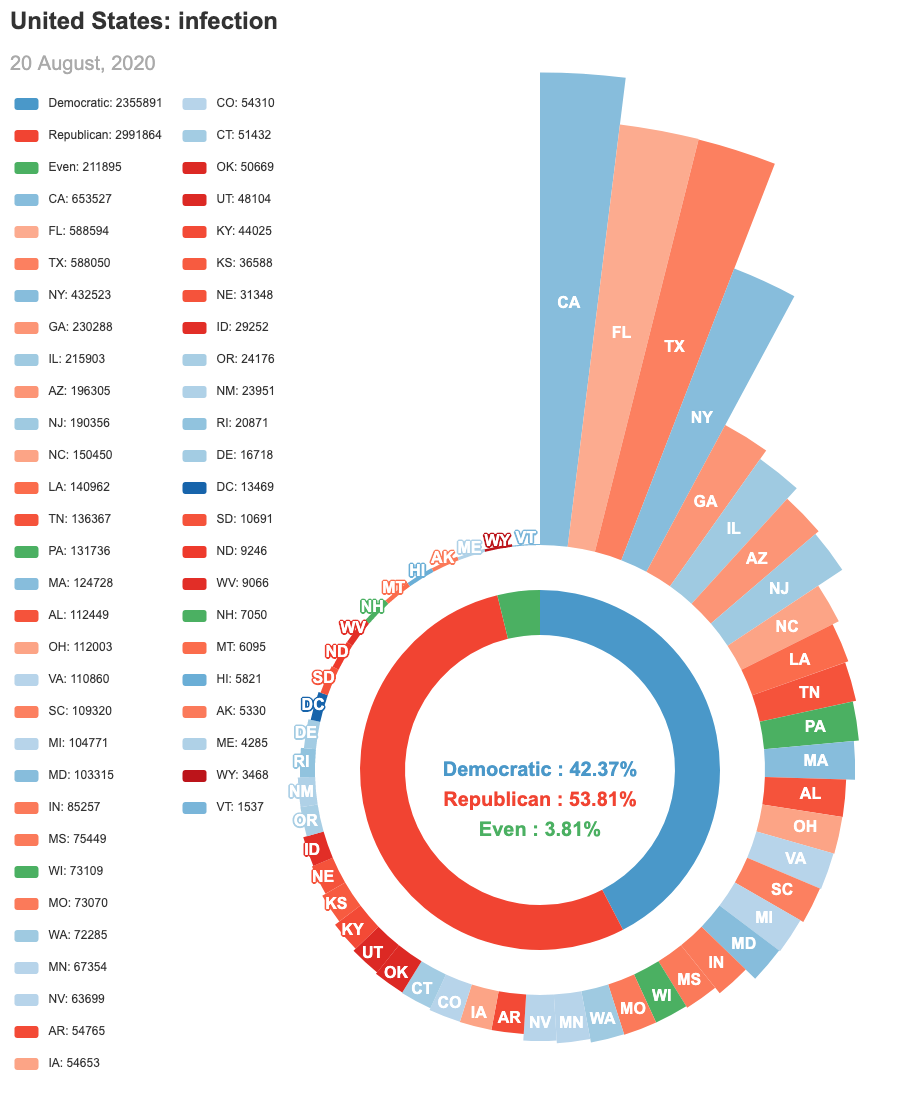 United States: infection
20 August, 2020
Democratic: 2355891
Republican: 2991864
Even: 211895
CA: 653527
FL: 588594
TX: 588050
NY: 432523
GA: 230288
IL: 215903
AZ: 196305
NJ: 190356
NC: 150450
LA: 140962
TN: 136367
PA: 131736
MA: 124728
AL: 112449
OH: 112003
VA: 110860
SC: 109320
MI: 104771
MD: 103315
IN: 85257
MS: 75449
WI: 73109
MO: 73070
WA: 72285
MN: 67354
NV: 63699
AR: 54765
IA: 54653
CO: 54310
CT: 51432
OK: 50669
UT: 48104
KY: 44025
KS: 36588
NE: 31348
ID: 29252
OR: 24176
NM: 23951
RI: 20871
DE: 16718
DC: 13469
SD: 10691
ND: 9246
WV: 9066
NH: 7050
MT: 6095
HI: 5821
AK: 5330
ME: 4285
WY: 3468
VT: 1537
CA
FL
TX
NY
GA
IL
AZ
NJ
NC
LA
TN
PA
MA
AL
OH
VA
SC
MI
MD
IN
MS
WI
MO
WA
MN
NV
AR
IA
CO
CT
OK
UT
KY
KS
NE
ID
OR
NM
RI
DE
DC
SD
ND
WV
NH
MT
HI
AK
ME
WY
VT
Democratic : 42.37%
Republican : 53.81%
Even : 3.81%